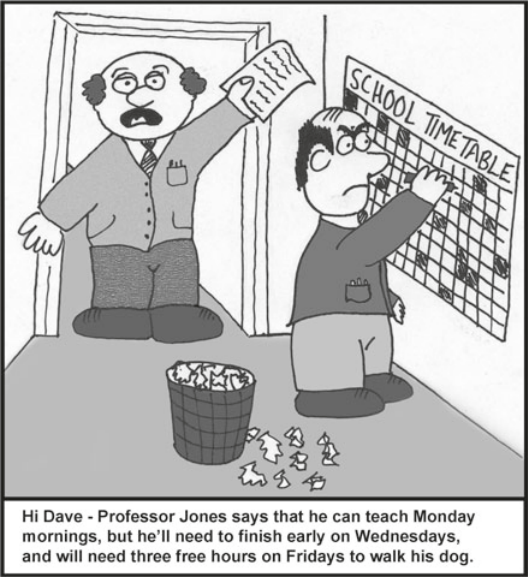 SCHOOL TIMETABLE
Hi Dave - Professor Jones says that he can teach Monday
mornings, but he'll need to finish early on Wednesdays,
and will need three free hours on Fridays to walk his dog.